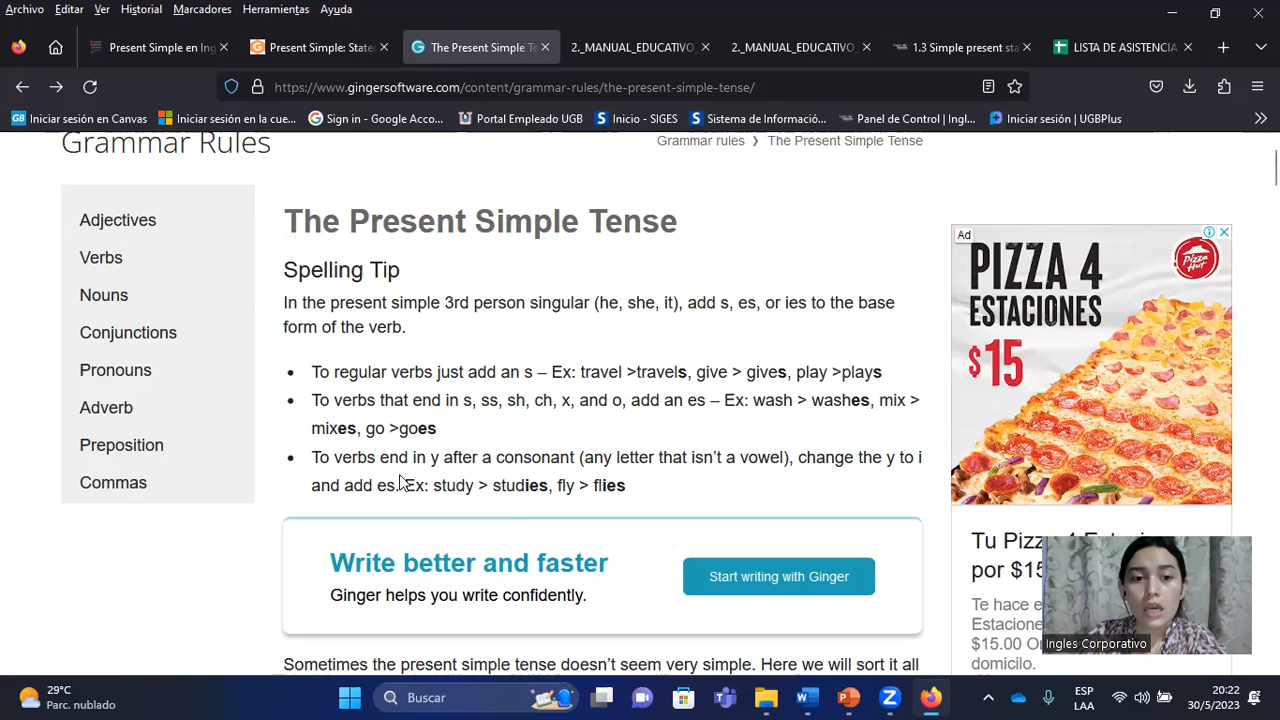 Archivo Editar Ver Historial Marcadores Herramientas Ayuda
Present Simple en Ing
Present Simple: Stater
The Present Simple Te
2._MANUAL_EDUCATIVO_
2._MANUAL_EDUCATIVO_
1.3 Simple present sta
LISTA DE ASISTENCIA
https://www.gingersoftware.com/content/grammar-rules/the-present-simple-tense/
Iniciar sesión en Canvas
Iniciar sesión en la cue...
Sign in - Google Acco...
Portal Empleado UGB
Inicio - SIGES
Sistema de Informació...
Panel de Control | Ingl...
Iniciar sesión | UGBPlus
Grammar Rules
Grammar rules > The Present Simple Tense
Adjectives
Verbs
Nouns
Conjunctions
Pronouns
Adverb
Preposition
Commas
The Present Simple Tense
Spelling Tip
In the present simple 3rd person singular (he, she, it), add s, es, or ies to the base
form of the verb.
• To regular verbs just add an s – Ex: travel >travels, give > gives, play >plays
• To verbs that end in s, ss, sh, ch, x, and o, add an es – Ex: wash > washes, mix >
mixes, go >goes
• To verbs end in y after a consonant (any letter that isn't a vowel), change the y to i
and add es. Ex: study > studies, fly > flies
Write better and faster
Ginger helps you write confidently.
Start writing with Ginger
Sometimes the present simple tense doesn't seem very simple. Here we will sort it all
Ad
PIZZA 4
ESTACIONES
$15
Pizza Hut
Tu Pizza 4 Estaci
por $15
Te hace e
Estacione
$15.00 O
domicilio.
Ingles Corporativo
29°C
Parc. nublado
Buscar
ESP
LAA
20:22
30/5/2023